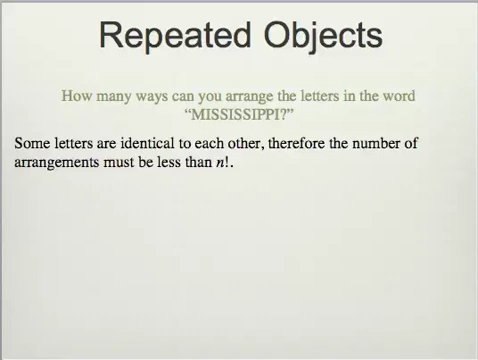 Repeated Objects
How many ways can you arrange the letters in the word
“MISSISSIPPI?”
Some letters are identical to each other, therefore the number of
arrangements must be less than n!.